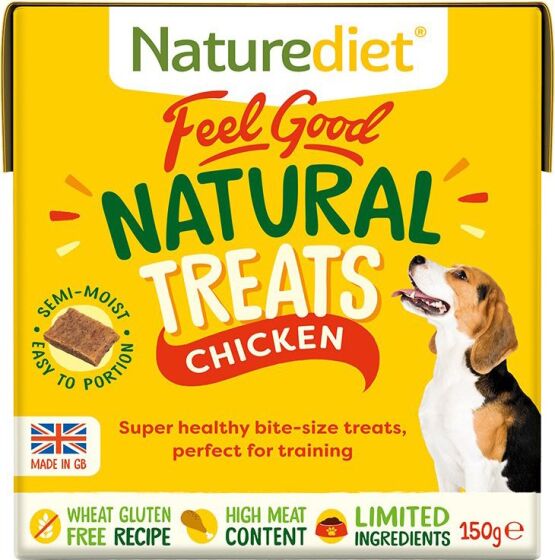 Naturediet®
Feel Good
NATURAL
TREATS
CHICKEN
SEMI-MOIST
• EASY TO PORTION •
Super healthy bite-size treats,
perfect for training
MADE IN GB
WHEAT GLUTEN
FREE RECIPE
HIGH MEAT
CONTENT
LIMITED
INGREDIENTS
150g e